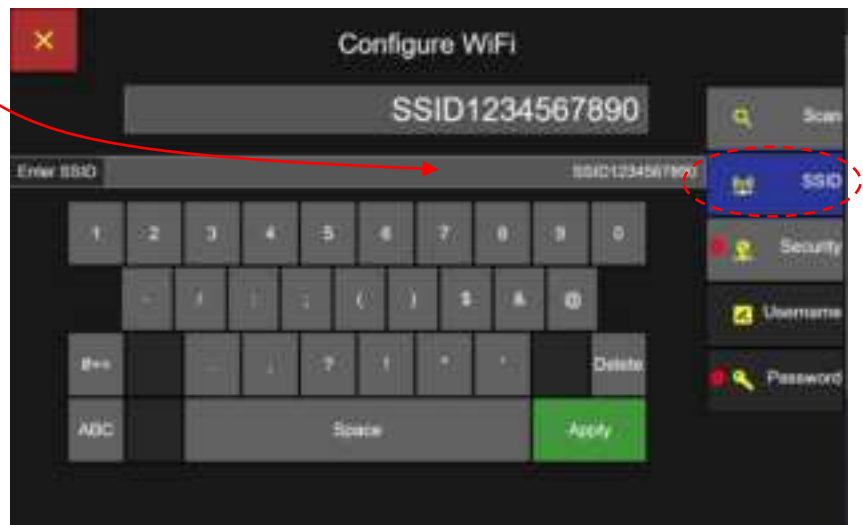 ×
Configure WiFi
SSID1234567890
Scan
Enter SSID SSID1234567890
SSID
1 2 3 4 5 6 7 8 9 0
Security
- / : ; ( ) $ & @
Username
#+= . , ? ! " ' Delete
Password
ABC Space Apply